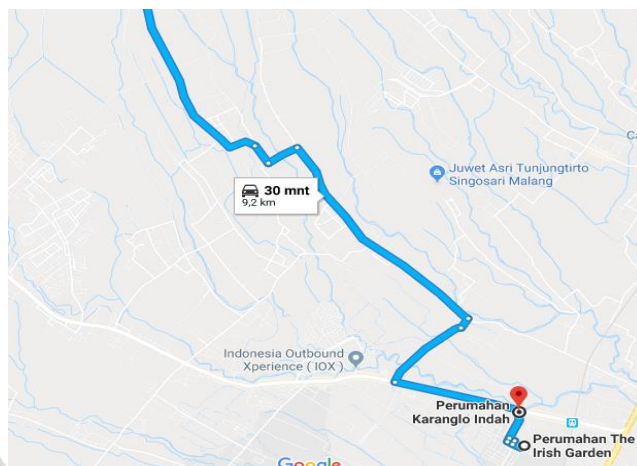 Juwet Asri Tunjungtirto
Singosari Malang
30 mnt
9,2 km
Indonesia Outbound
Xperience ( IOX )
Perumahan
Karanglo Indah
Perumahan The
Irish Garden
Google